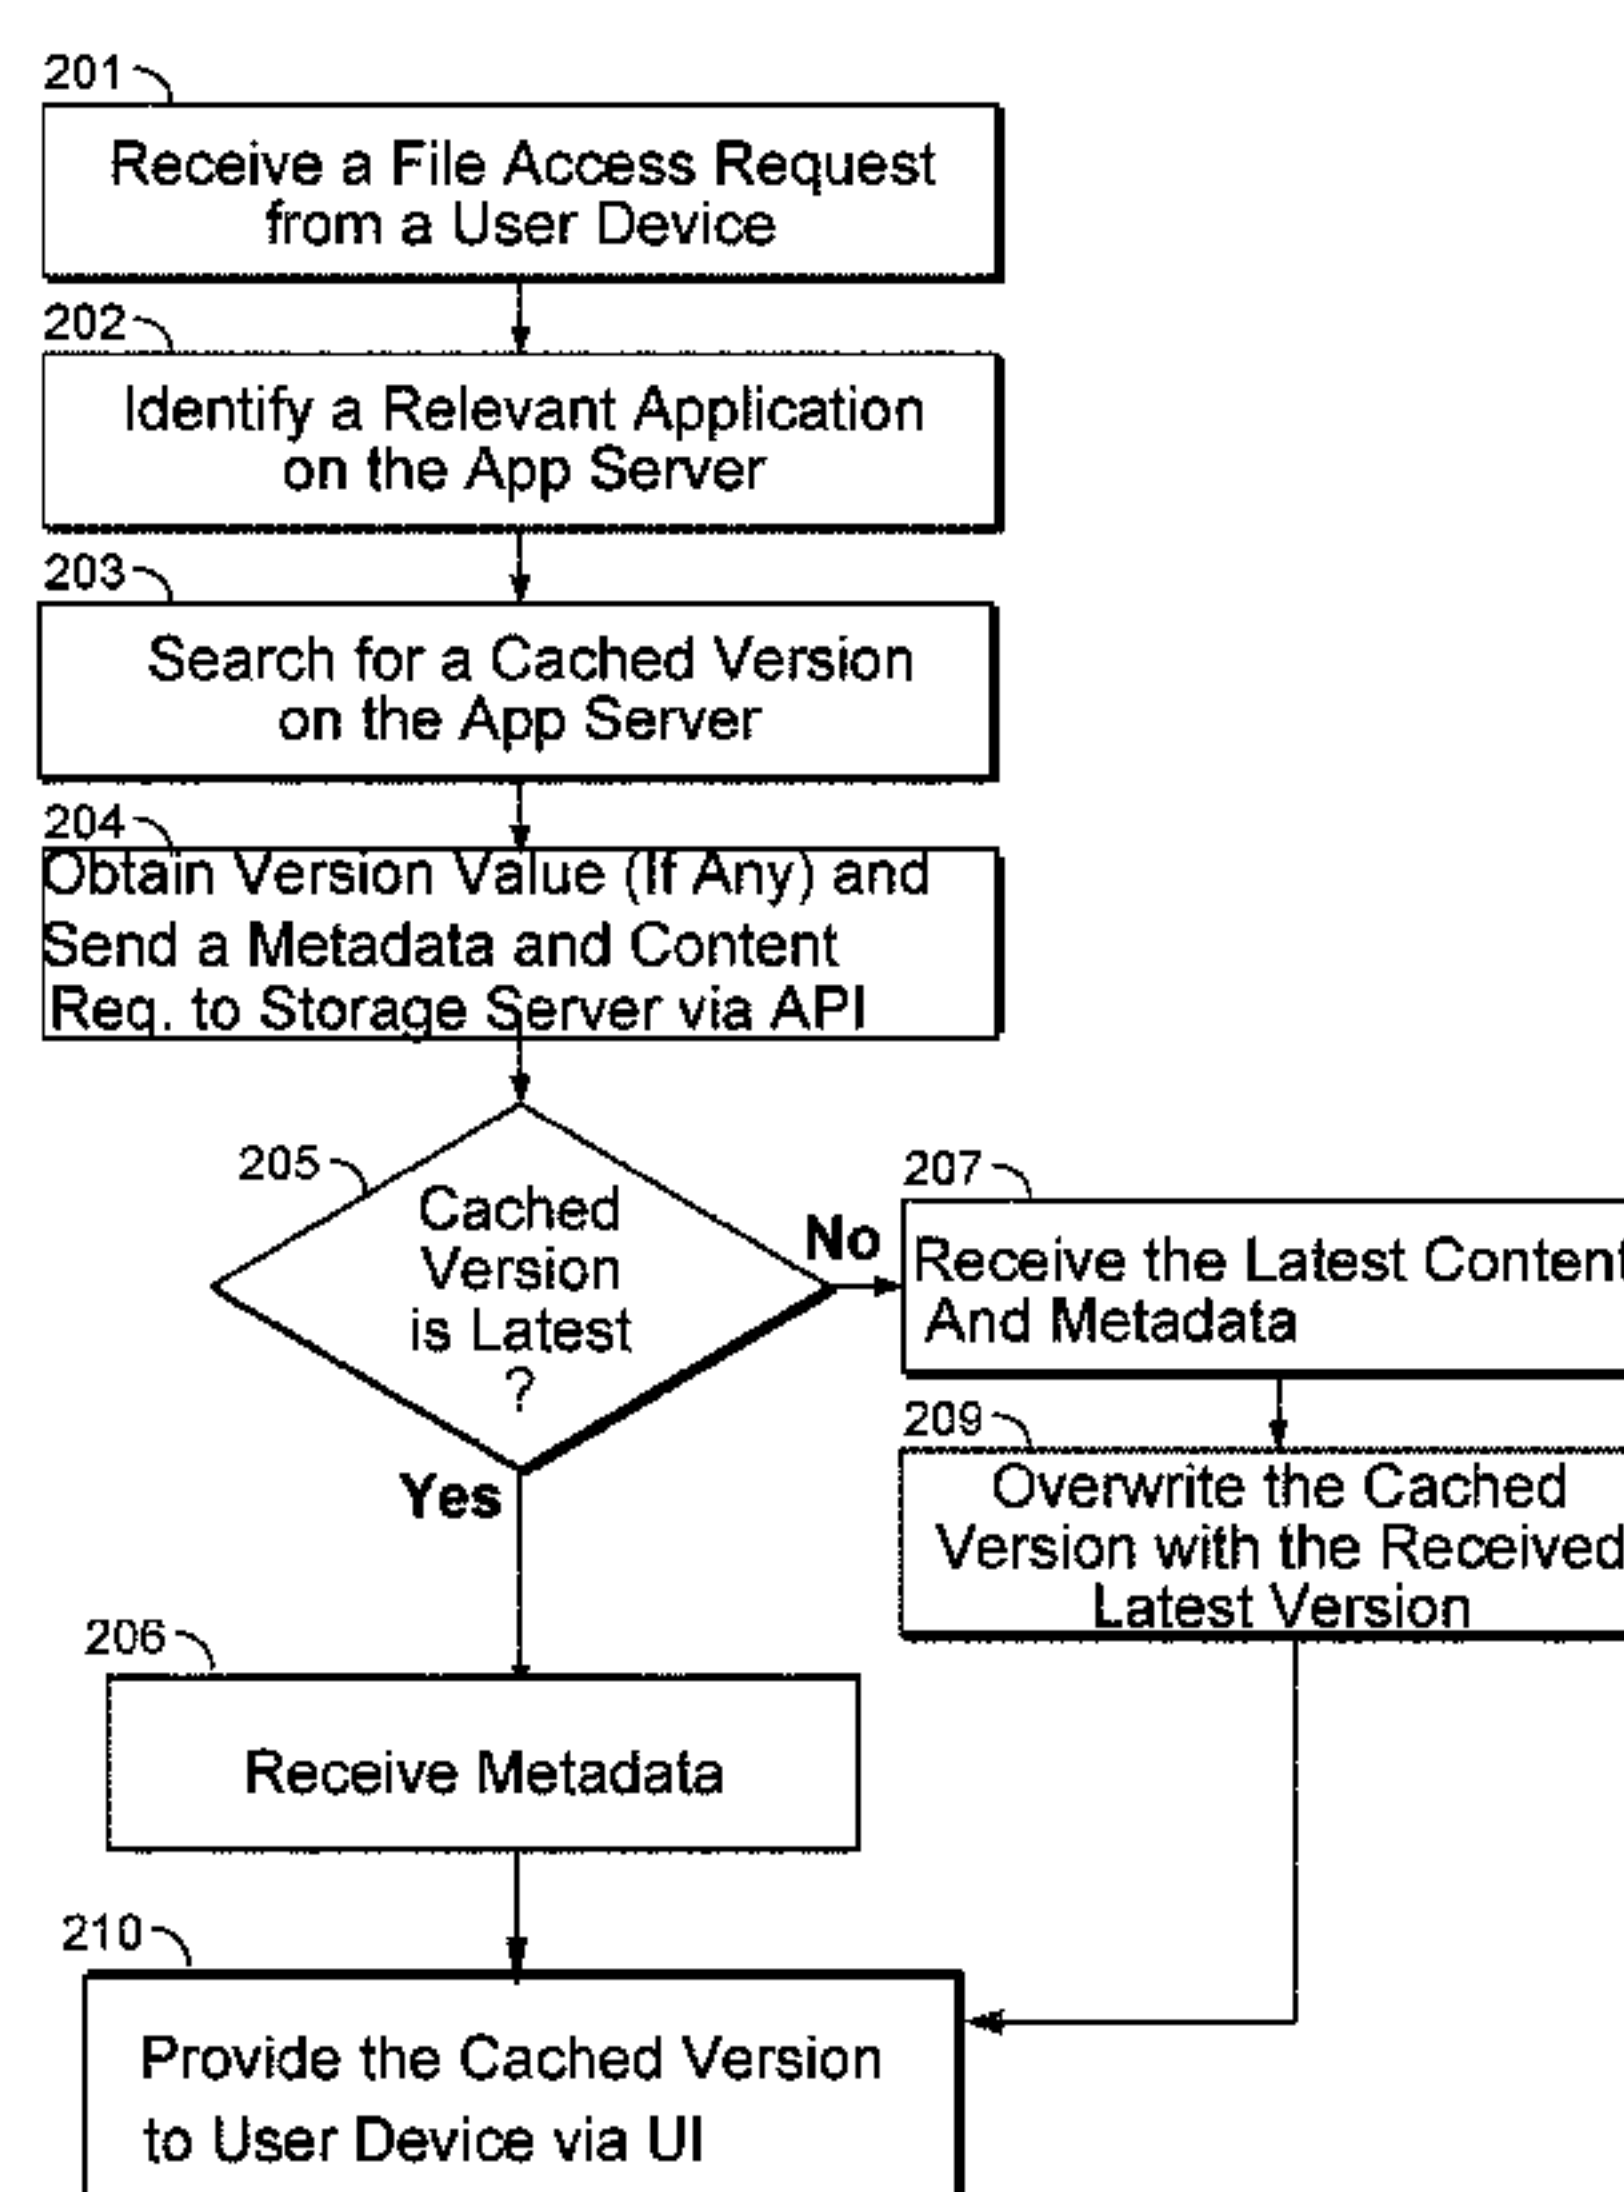 201
Receive a File Access Request
from a User Device
202
Identify a Relevant Application
on the App Server
203
Search for a Cached Version
on the App Server
204
Obtain Version Value (If Any) and
Send a Metadata and Content
Req. to Storage Server via API
205
Cached
Version
is Latest
?
No
207
Receive the Latest Content
And Metadata
209
Overwrite the Cached
Version with the Received
Latest Version
Yes
206
Receive Metadata
210
Provide the Cached Version
to User Device via UI